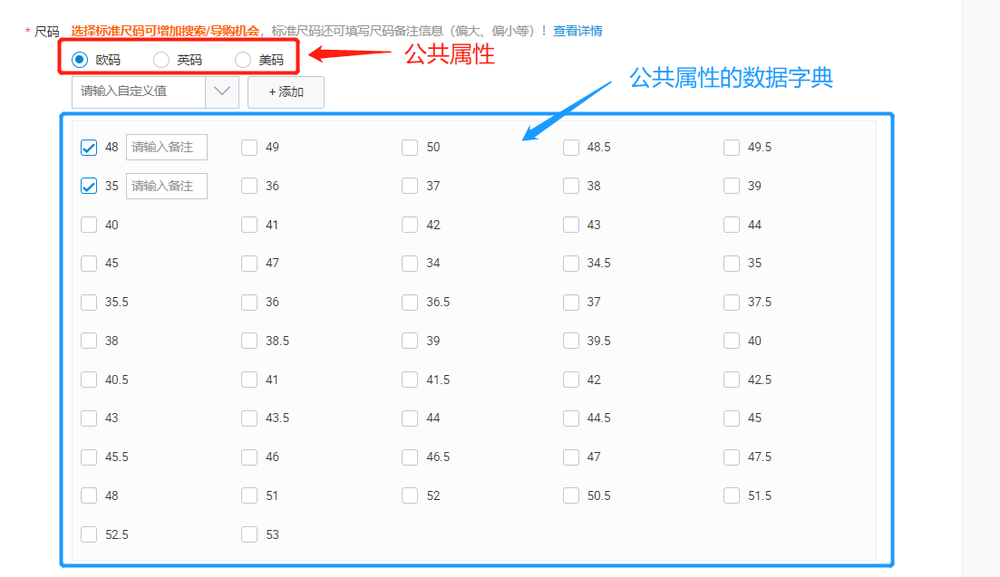 * 尺码 选择标准尺码可增加搜索/导购机会，标准尺码还可填写尺码备注信息（偏大、偏小等）！查看详情
欧码 英码 美码 公共属性
请输入自定义值 +添加 公共属性的数据字典
48 请输入备注 49 50 48.5 49.5
35 请输入备注 36 37 38 39
40 41 42 43 44
45 47 34 34.5 35
35.5 36 36.5 37 37.5
38 38.5 39 39.5 40
40.5 41 41.5 42 42.5
43 43.5 44 44.5 45
45.5 46 46.5 47 47.5
48 51 52 50.5 51.5
52.5 53